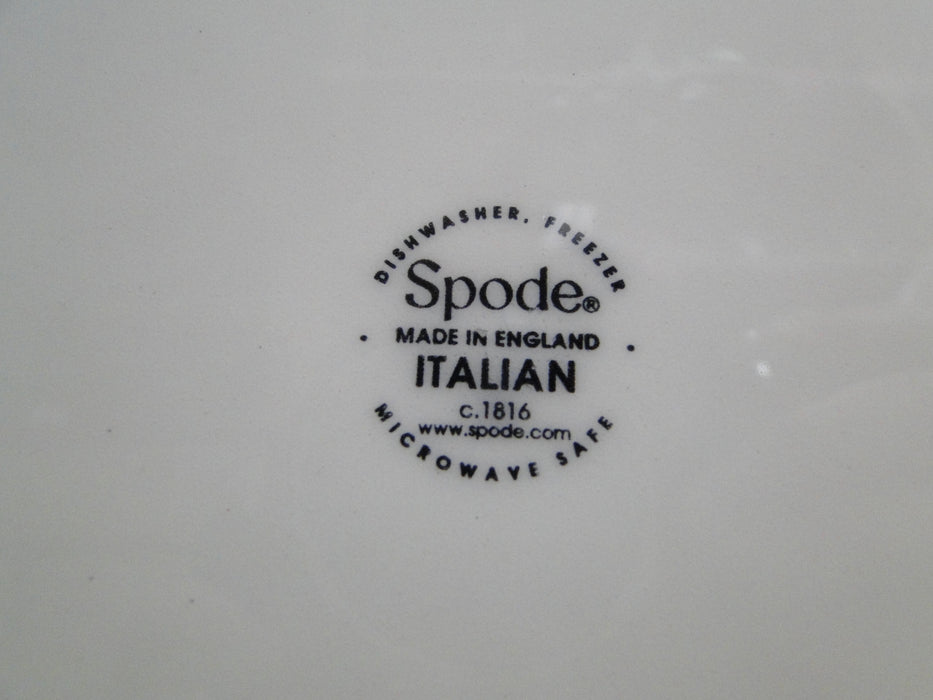 DISHWASHER, FREEZER
Spode®
MADE IN ENGLAND
ITALIAN
c.1816
www.spode.com
MICROWAVE SAFE